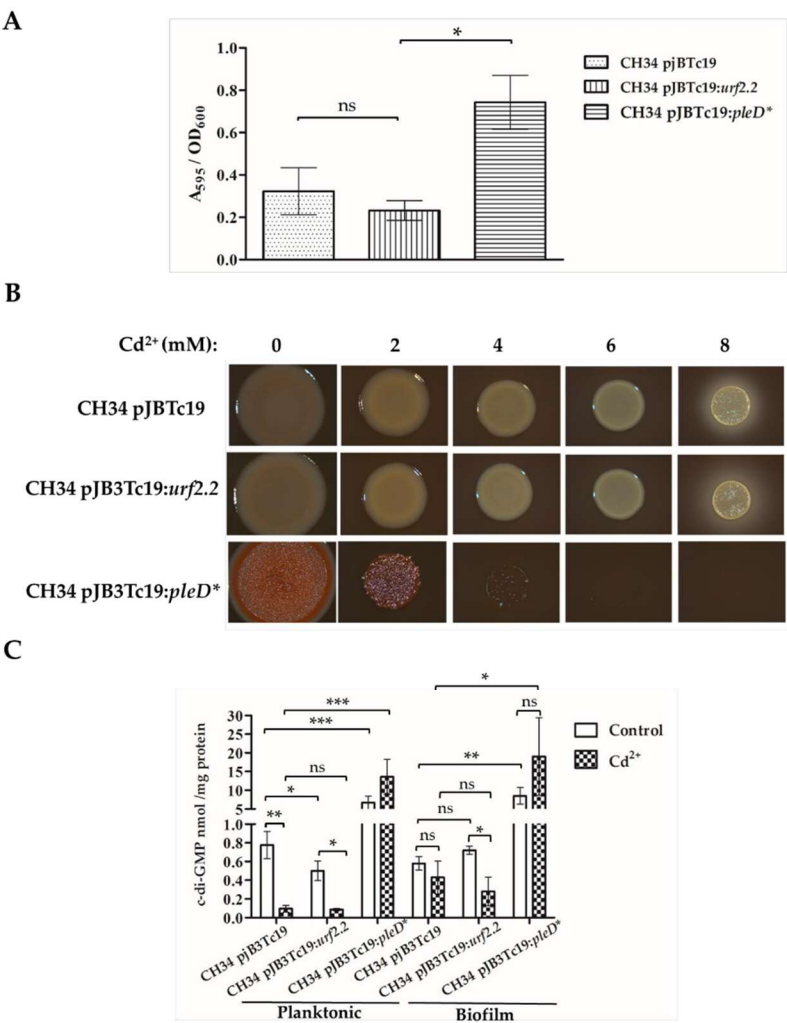 A
*
ns
1.0
0.8
0.6
0.4
0.2
0.0
A595 / OD600
CH34 pjBTc19
CH34 pJBTc19:urf2.2
CH34 pJBTc19:pleD*
B
Cd2+ (mM): 0 2 4 6 8
CH34 pJBTc19
CH34 pJB3Tc19:urf2.2
CH34 pJB3Tc19:pleD*
C
*
*** ns
***
**
ns ns
* ns
** * ns *
30
25
20
15
10
5
1.0
0.8
0.6
0.4
0.2
0.0
c-di-GMP nmol /mg protein
Control
Cd2+
CH34 pjB3Tc19
CH34 pJB3Tc19:urf2.2
CH34 pJB3Tc19:pleD*
CH34 pJB3Tc19
CH34 pJB3Tc19:urf2.2
CH34 pJB3Tc19:pleD*
Planktonic Biofilm